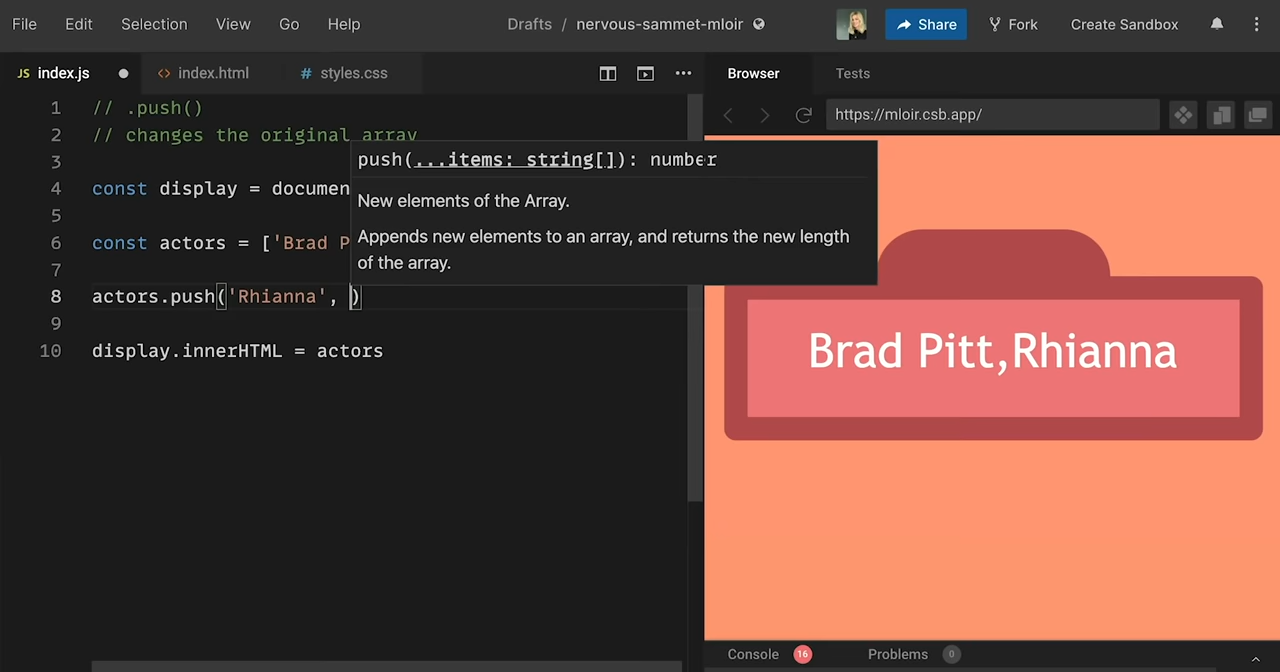 File Edit Selection View Go Help Drafts / nervous-sammet-mloir Share Fork Create Sandbox
JS index.js <> index.html # styles.css ••• Browser Tests
https://mloir.csb.app/
1 // .push()
2 // changes the original array
3
push(...items: string[]): number
4 const display = documen
New elements of the Array.
5
6 const actors = ['Brad P
Appends new elements to an array, and returns the new length
of the array.
7
8 actors.push('Rhianna', )
9
10 display.innerHTML = actors
Brad Pitt,Rhianna
Console 16 Problems 0